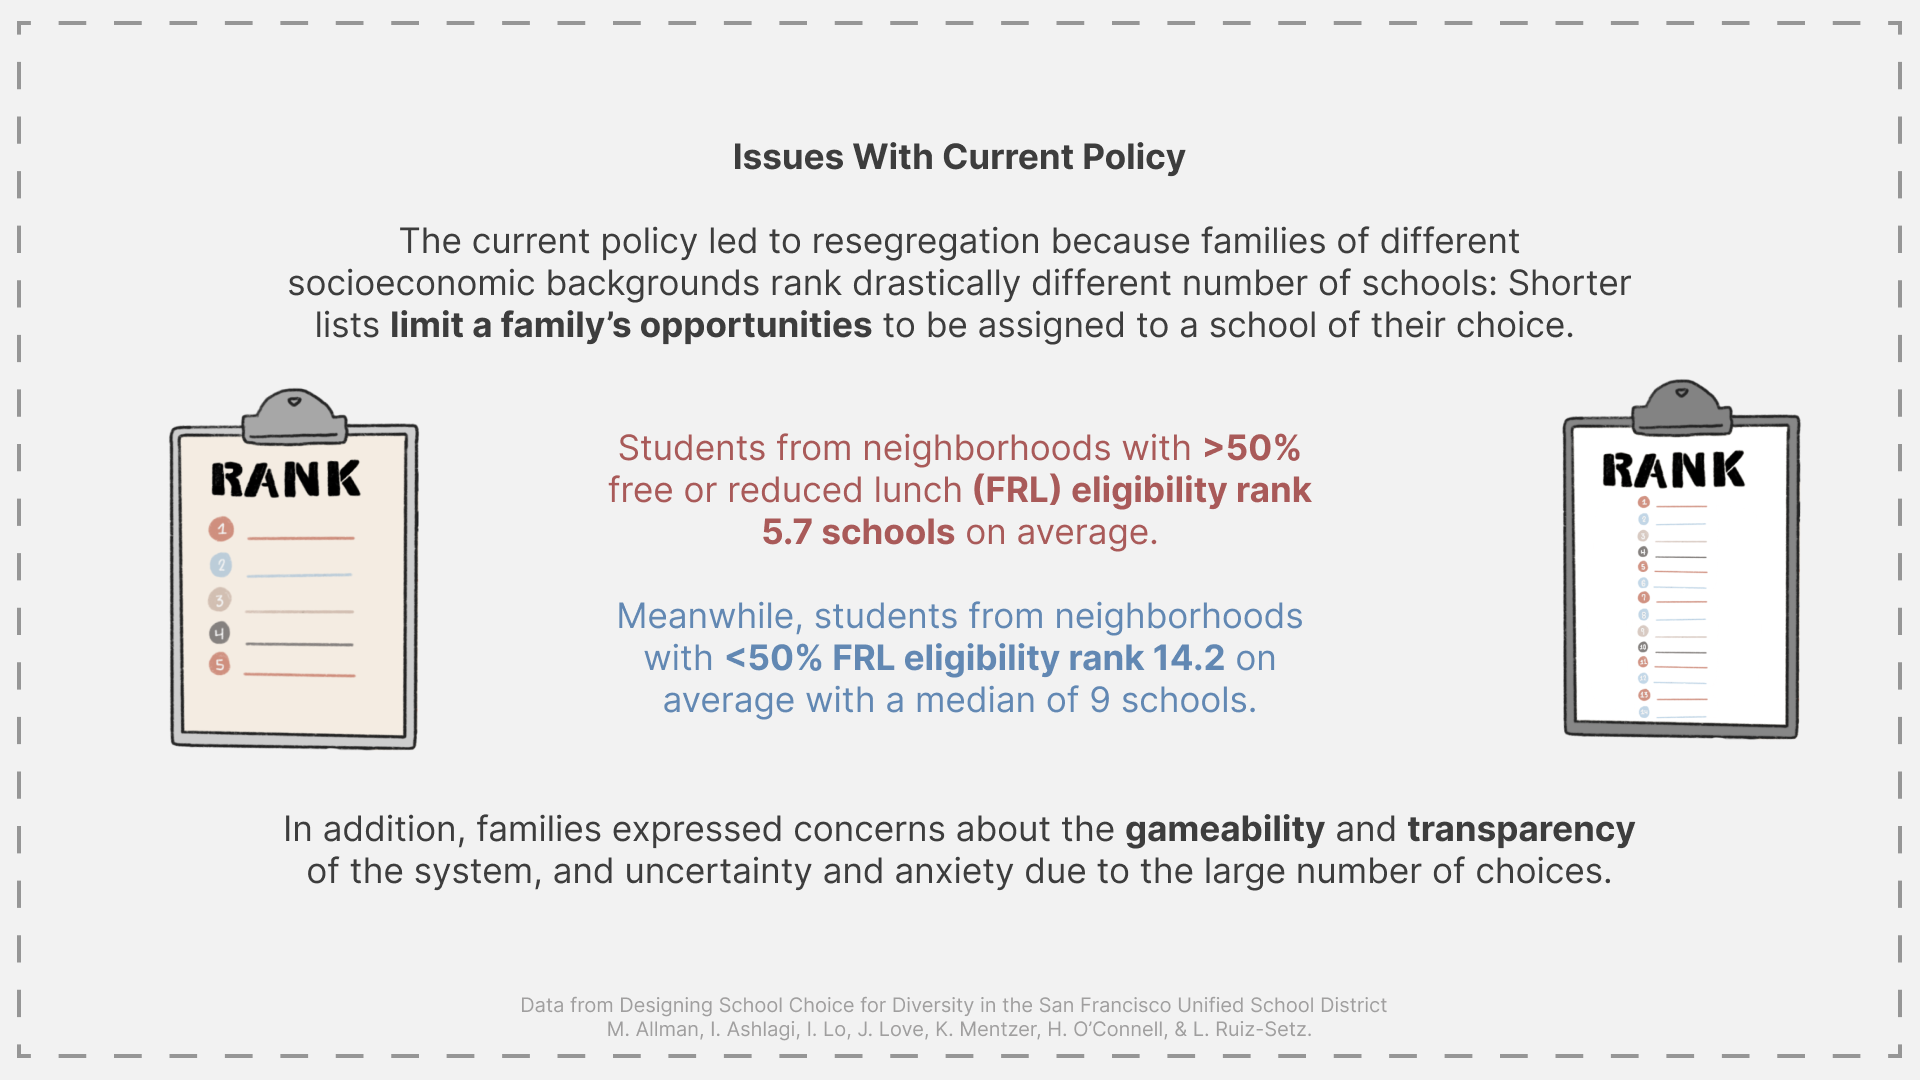 Issues With Current Policy
The current policy led to resegregation because families of different
socioeconomic backgrounds rank drastically different number of schools: Shorter
lists limit a family's opportunities to be assigned to a school of their choice.
RANK
1
2
3
4
5
Students from neighborhoods with >50%
free or reduced lunch (FRL) eligibility rank
5.7 schools on average.
Meanwhile, students from neighborhoods
with <50% FRL eligibility rank 14.2 on
average with a median of 9 schools.
RANK
1
2
3
4
5
6
7
8
9
10
11
12
13
14
In addition, families expressed concerns about the gameability and transparency
of the system, and uncertainty and anxiety due to the large number of choices.
Data from Designing School Choice for Diversity in the San Francisco Unified School District
M. Allman, I. Ashlagi, I. Lo, J. Love, K. Mentzer, H. O'Connell, & L. Ruiz-Setz.